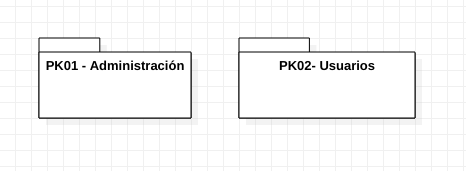 PK01 - Administración
PK02- Usuarios